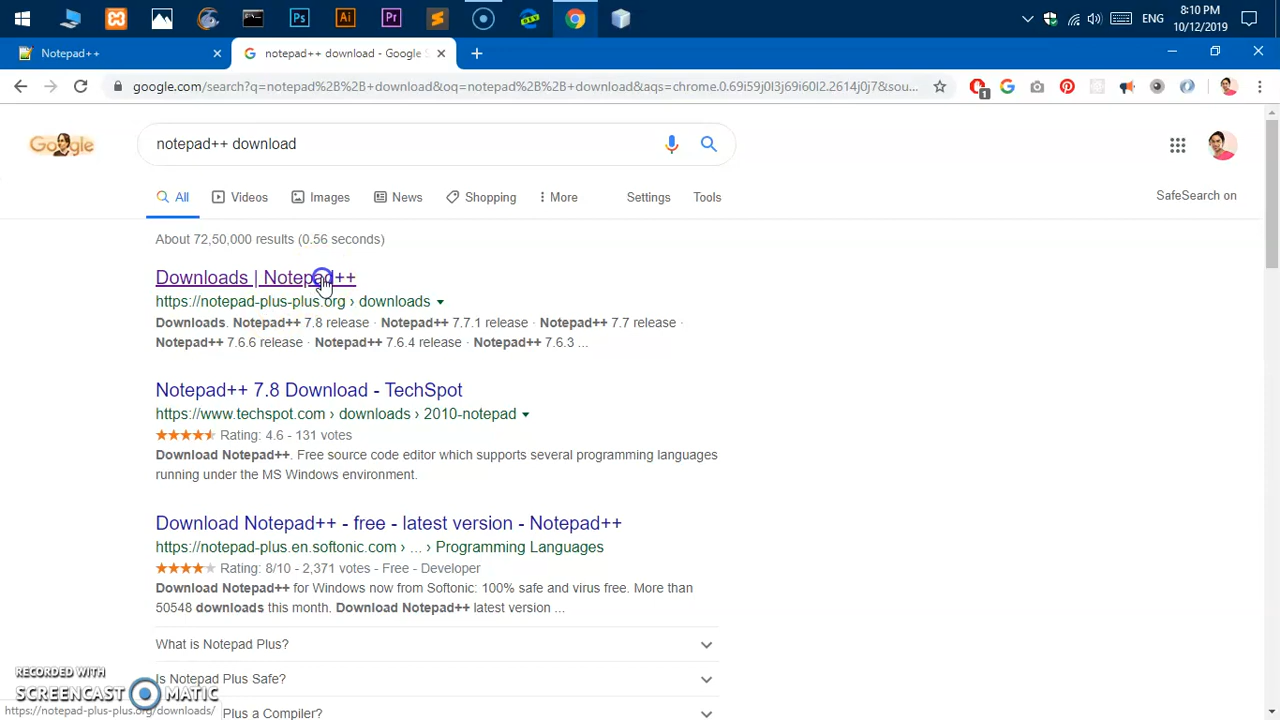 8:10 PM
ENG
10/12/2019
Notepad++
notepad++ download - Google S
google.com/search?q=notepad%2B%2B+download&oq=notepad%2B%2B+download&aqs=chrome.0.69i59j0l3j69i60l2.2614j0j7&sou...
1
Google
notepad++ download
All
Videos
Images
News
Shopping
More
Settings
Tools
SafeSearch on
About 72,50,000 results (0.56 seconds)
Downloads | Notepad++
https://notepad-plus-plus.org › downloads
Downloads. Notepad++ 7.8 release · Notepad++ 7.7.1 release · Notepad++ 7.7 release ·
Notepad++ 7.6.6 release · Notepad++ 7.6.4 release · Notepad++ 7.6.3 ...
Notepad++ 7.8 Download - TechSpot
https://www.techspot.com › downloads › 2010-notepad
Rating: 4.6 - 131 votes
Download Notepad++. Free source code editor which supports several programming languages
running under the MS Windows environment.
Download Notepad++ - free - latest version - Notepad++
https://notepad-plus.en.softonic.com › ... › Programming Languages
Rating: 8/10 - 2,371 votes - Free - Developer
Download Notepad++ for Windows now from Softonic: 100% safe and virus free. More than
50548 downloads this month. Download Notepad++ latest version ...
What is Notepad Plus?
Is Notepad Plus Safe?
Plus a Compiler?
RECORDED WITH
SCREENCAST MATIC
https://notepad-plus-plus.org/downloads/